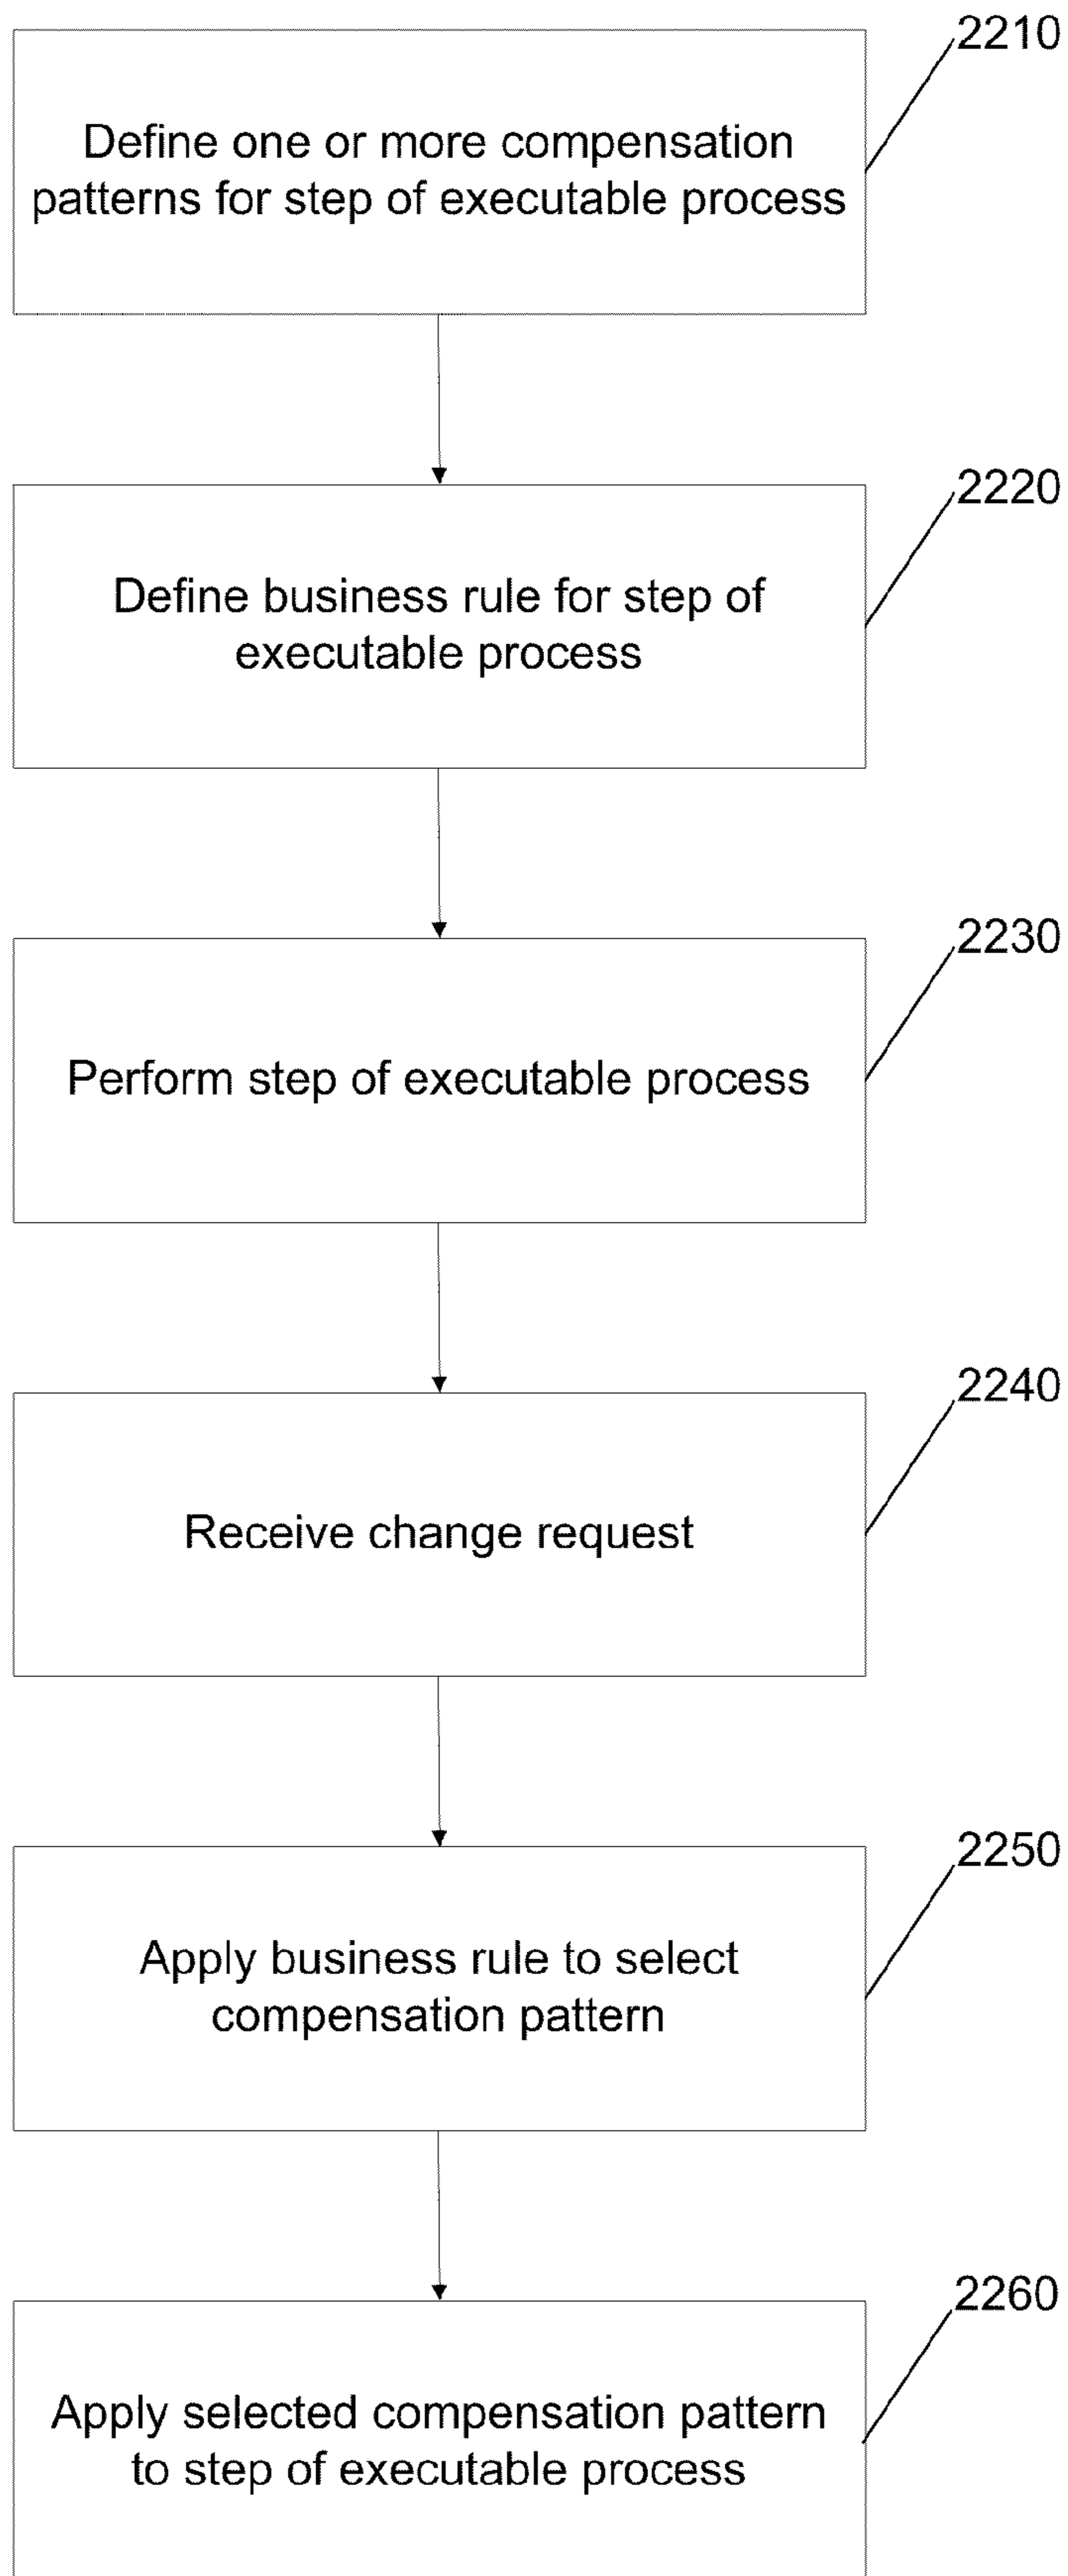 2210
Define one or more compensation
patterns for step of executable process
2220
Define business rule for step of
executable process
2230
Perform step of executable process
2240
Receive change request
2250
Apply business rule to select
compensation pattern
2260
Apply selected compensation pattern
to step of executable process